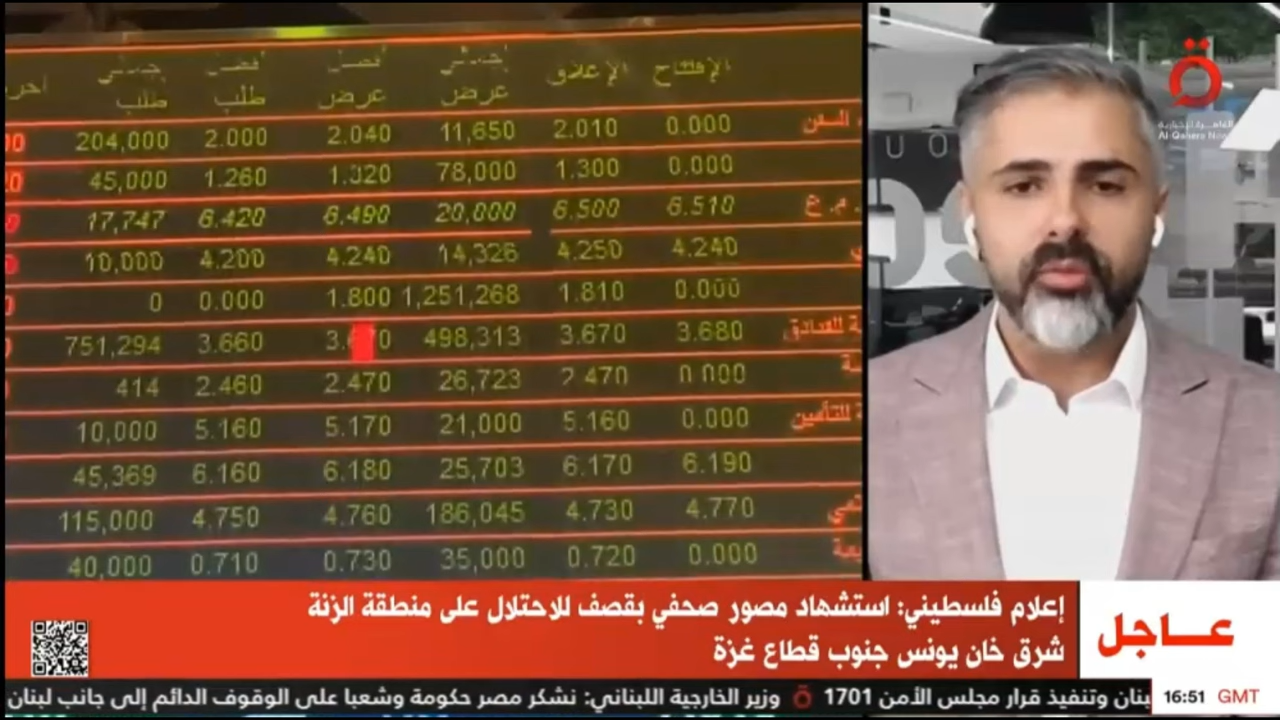 القاهرة الإخبارية
Al-Qahera News
الإفتتاح الإغلاق إجمالي عرض أفضل عرض أفضل طلب إجمالي طلب
0.000 2.010 11,650 2.040 2.000 204,000
0.000 1.300 78,000 1.320 1.260 45,000
6.510 6.500 20,000 6.490 6.420 17,747
4.240 4.250 14,326 4.240 4.200 10,000
0.000 1.810 1,251,268 1.800 0.000 0
3.680 3.670 498,313 3.660 751,294
0.000 2.470 26,723 2.470 2.460 414
للتأمين 0.000 5.160 21,000 5.170 5.160 10,000
6.190 6.170 25,703 6.180 6.160 45,369
4.770 4.730 186,045 4.760 4.750 115,000
0.000 0.720 35,000 0.730 0.710 40,000
عـــاجل
إعلام فلسطيني: استشهاد مصور صحفي بقصف للاحتلال على منطقة الزنة
شرق خان يونس جنوب قطاع غزة
16:51 GMT
وتنفيذ قرار مجلس الأمن 1701 وزير الخارجية اللبناني: نشكر مصر حكومة وشعبا على الوقوف الدائم إلى جانب لبنان